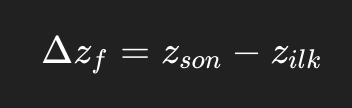 Δz_f = z_son − z_ilk